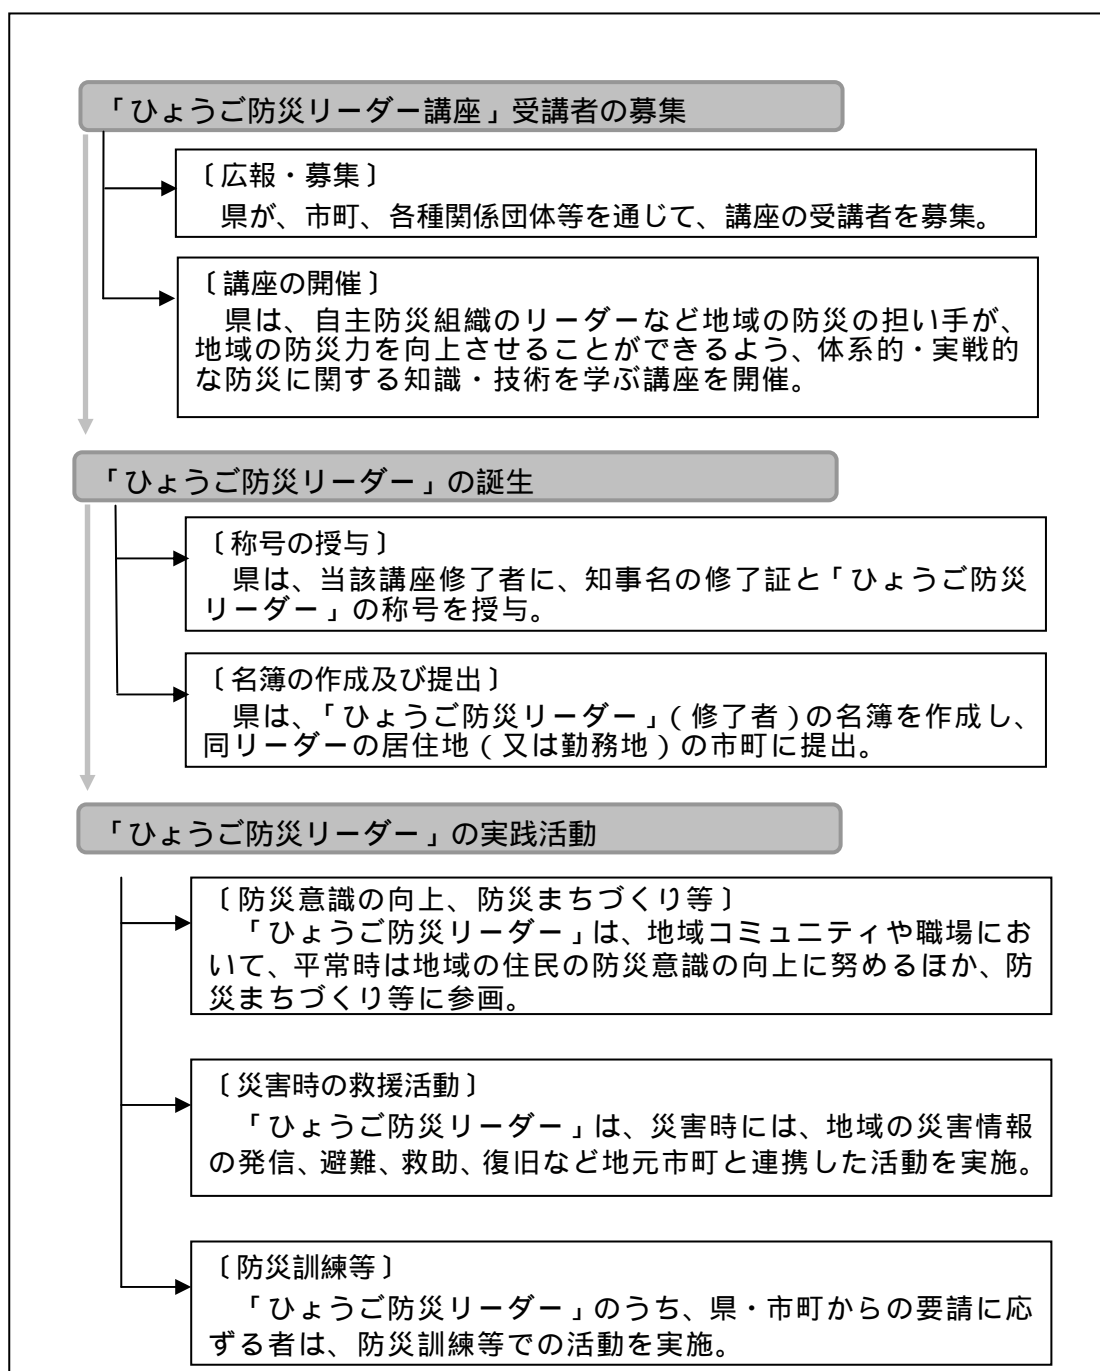 「ひょうご防災リーダー講座」受講者の募集
〔広報・募集〕
県が、市町、各種関係団体等を通じて、講座の受講者を募集。
〔講座の開催〕
県は、自主防災組織のリーダーなど地域の防災の担い手が、
地域の防災力を向上させることができるよう、体系的・実戦的
な防災に関する知識・技術を学ぶ講座を開催。
「ひょうご防災リーダー」の誕生
〔称号の授与〕
県は、当該講座修了者に、知事名の修了証と「ひょうご防災
リーダー」の称号を授与。
〔名簿の作成及び提出〕
県は、「ひょうご防災リーダー」(修了者)の名簿を作成し、
同リーダーの居住地(又は勤務地)の市町に提出。
「ひょうご防災リーダー」の実践活動
〔防災意識の向上、防災まちづくり等〕
「ひょうご防災リーダー」は、地域コミュニティや職場にお
いて、平常時は地域の住民の防災意識の向上に努めるほか、防
災まちづくり等に参画。
〔災害時の救援活動〕
「ひょうご防災リーダー」は、災害時には、地域の災害情報
の発信、避難、救助、復旧など地元市町と連携した活動を実施。
〔防災訓練等〕
「ひょうご防災リーダー」のうち、県・市町からの要請に応
ずる者は、防災訓練等での活動を実施。